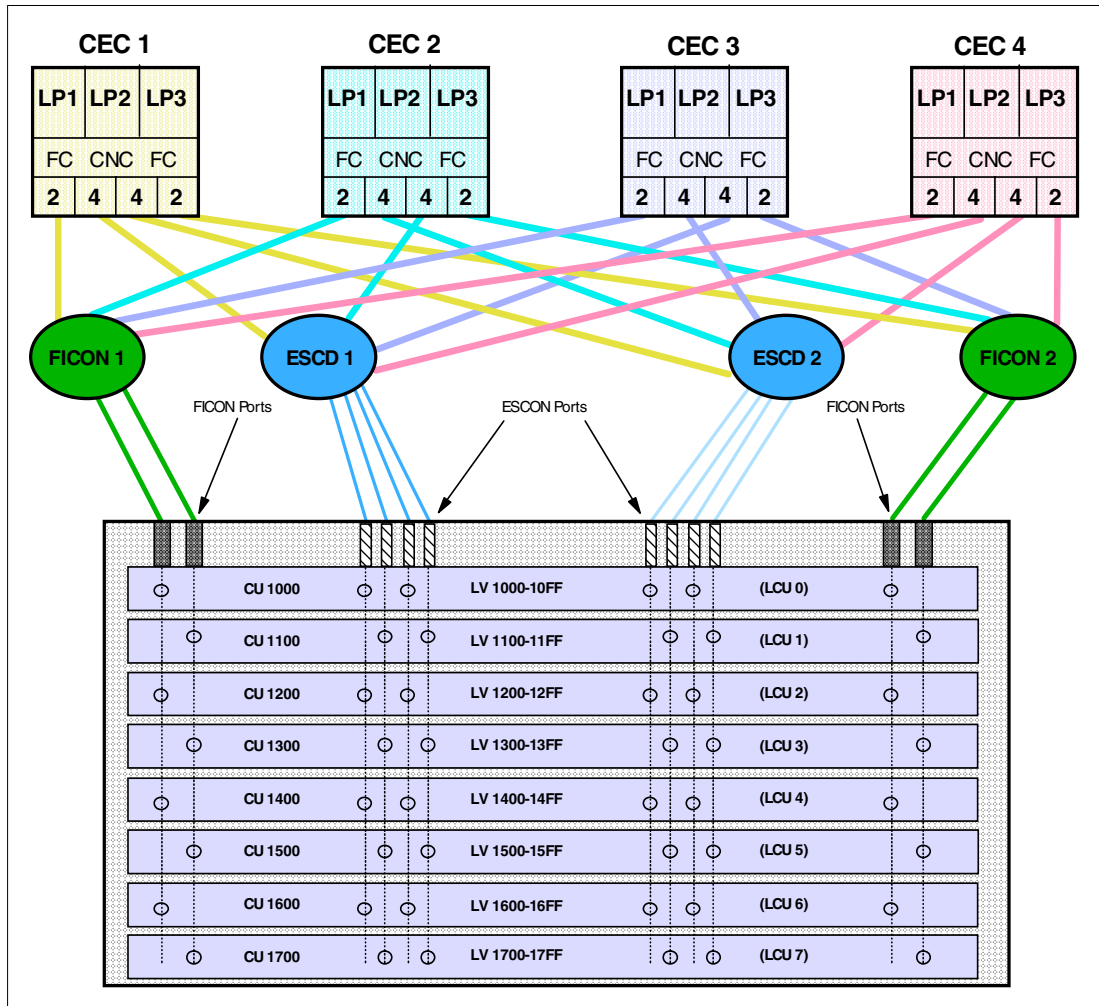 CEC 1 CEC 2 CEC 3 CEC 4
LP1 LP2 LP3 LP1 LP2 LP3 LP1 LP2 LP3 LP1 LP2 LP3
FC CNC FC FC CNC FC FC CNC FC FC CNC FC
2 4 4 2 2 4 4 2 2 4 4 2 2 4 4 2
FICON 1 ESCD 1 ESCD 2 FICON 2
FICON Ports ESCON Ports FICON Ports
CU 1000 LV 1000-10FF (LCU 0)
CU 1100 LV 1100-11FF (LCU 1)
CU 1200 LV 1200-12FF (LCU 2)
CU 1300 LV 1300-13FF (LCU 3)
CU 1400 LV 1400-14FF (LCU 4)
CU 1500 LV 1500-15FF (LCU 5)
CU 1600 LV 1600-16FF (LCU 6)
CU 1700 LV 1700-17FF (LCU 7)